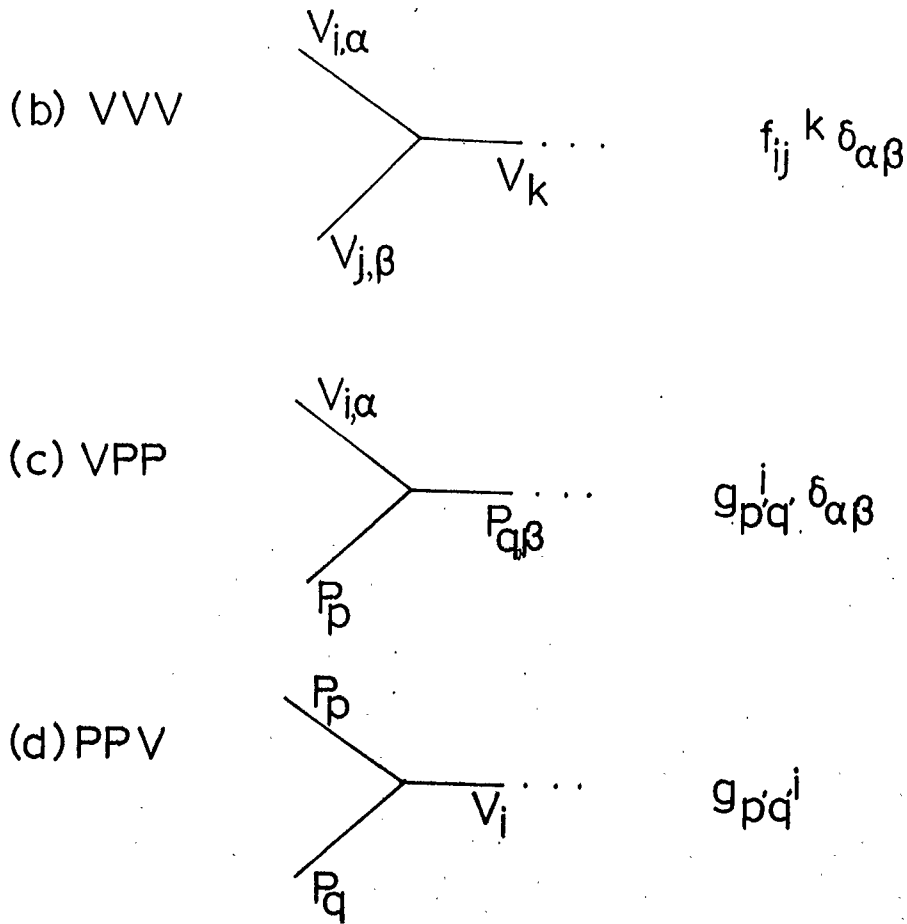 V_{i,α}
(b) VVV
V_k
V_{j,β}
f_{ij}^k δ_{αβ}
V_{i,α}
(c) VPP
P_{q,β}
P_p
g_{p'q'}^i δ_{αβ}
P_p
(d) PPV
V_i
P_q
g_{p'q'}^i